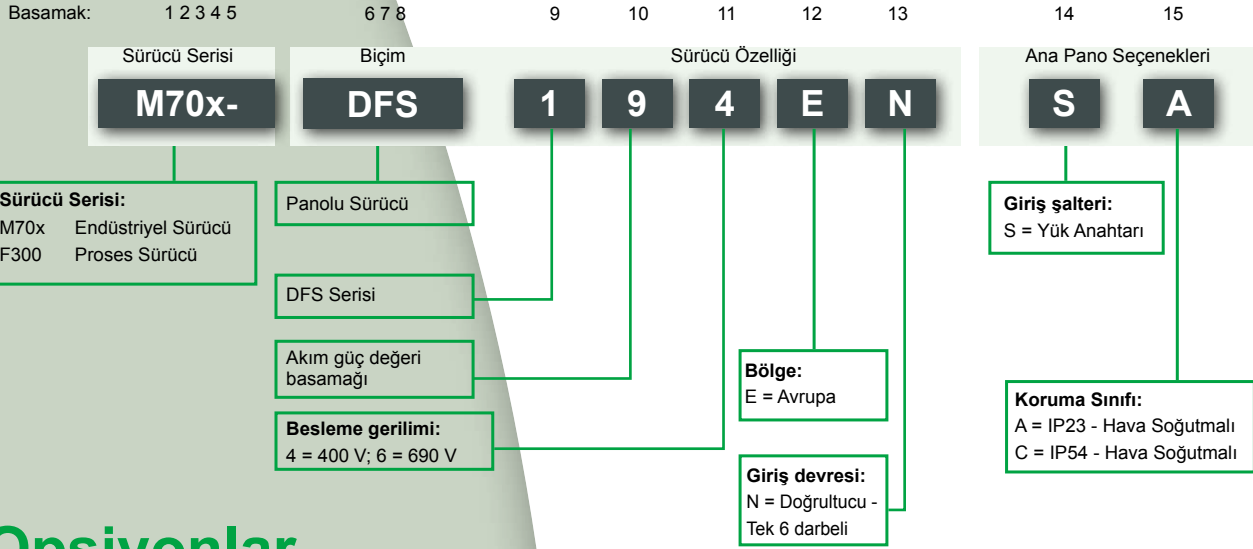 Basamak: 1 2 3 4 5 6 7 8 9 10 11 12 13 14 15
Sürücü Serisi Biçim Sürücü Özelliği Ana Pano Seçenekleri
M70x- DFS 1 9 4 E N S A
Sürücü Serisi:
M70x Endüstriyel Sürücü
F300 Proses Sürücü
Panolu Sürücü
DFS Serisi
Akım güç değeri
basamağı
Besleme gerilimi:
4 = 400 V; 6 = 690 V
Bölge:
E = Avrupa
Giriş devresi:
N = Doğrultucu -
Tek 6 darbeli
Giriş şalteri:
S = Yük Anahtarı
Koruma Sınıfı:
A = IP23 - Hava Soğutmalı
C = IP54 - Hava Soğutmalı
Opsiyonlar